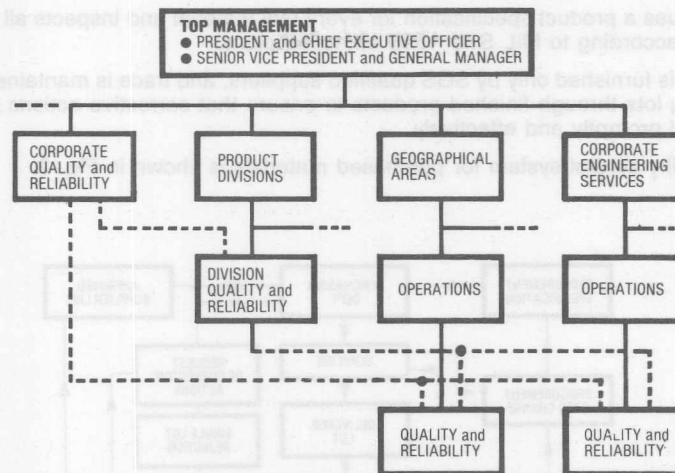 TOP MANAGEMENT
● PRESIDENT and CHIEF EXECUTIVE OFFICIER
● SENIOR VICE PRESIDENT and GENERAL MANAGER
CORPORATE
QUALITY and
RELIABILITY
PRODUCT
DIVISIONS
GEOGRAPHICAL
AREAS
CORPORATE
ENGINEERING
SERVICES
DIVISION
QUALITY and
RELIABILITY
OPERATIONS
OPERATIONS
QUALITY and
RELIABILITY
QUALITY and
RELIABILITY